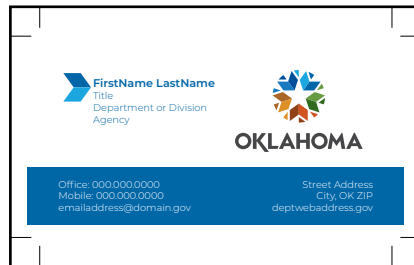 FirstName LastName
Title
Department or Division
Agency
OKLAHOMA
Office: 000.000.0000
Mobile: 000.000.0000
emailaddress@domain.gov
Street Address
City, OK ZIP
deptwebaddress.gov